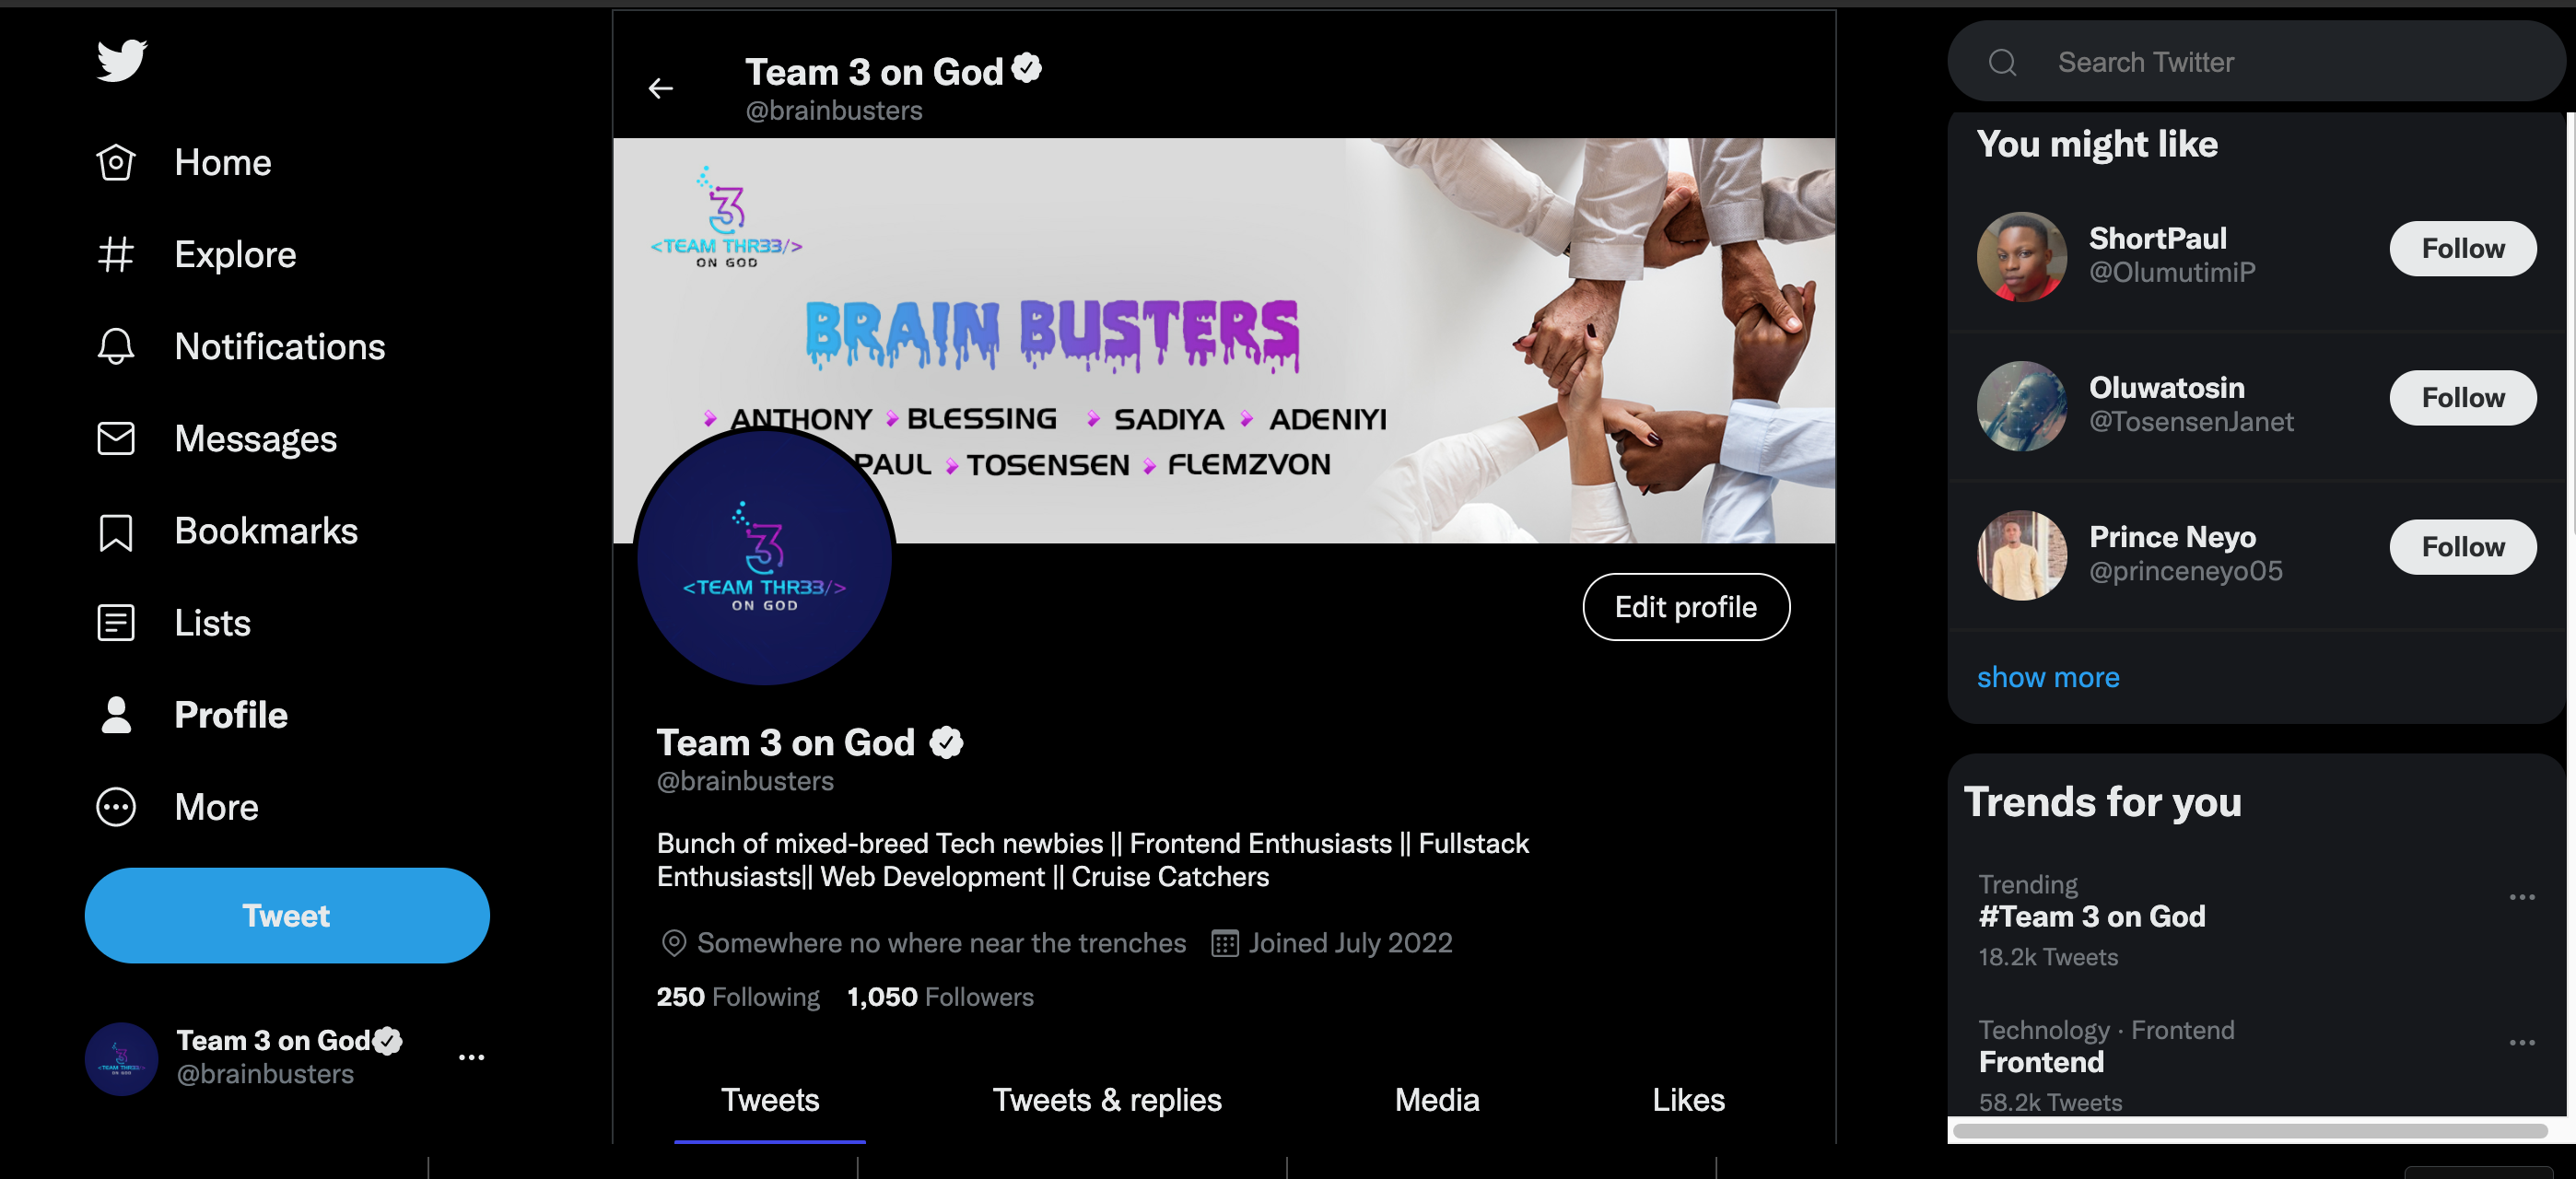 Home
Explore
Notifications
Messages
Bookmarks
Lists
Profile
More
Tweet
Team 3 on God
@brainbusters
Team 3 on God
@brainbusters
3
<TEAM THR33/>
ON GOD
BRAIN BUSTERS
ANTHONY BLESSING SADIYA ADENIYI
PAUL TOSENSEN FLEMZVON
3
<TEAM THR33/>
ON GOD
Edit profile
Team 3 on God
@brainbusters
Bunch of mixed-breed Tech newbies || Frontend Enthusiasts || Fullstack
Enthusiasts|| Web Development || Cruise Catchers
Somewhere no where near the trenches Joined July 2022
250 Following 1,050 Followers
Tweets Tweets & replies Media Likes
Search Twitter
You might like
ShortPaul
@OlumutimiP
Follow
Oluwatosin
@TosensenJanet
Follow
Prince Neyo
@princeneyo05
Follow
show more
Trends for you
Trending
#Team 3 on God
18.2k Tweets
Technology · Frontend
Frontend
58.2k Tweets